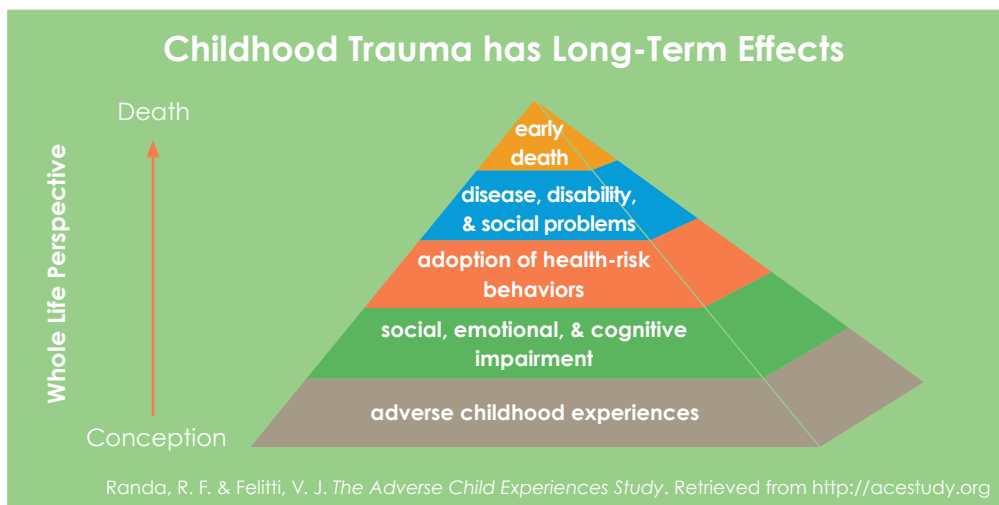 Childhood Trauma has Long-Term Effects
Death
Whole Life Perspective
Conception
early
death
disease, disability,
& social problems
adoption of health-risk
behaviors
social, emotional, & cognitive
impairment
adverse childhood experiences
Randa, R. F. & Felitti, V. J. The Adverse Child Experiences Study. Retrieved from http://acestudy.org